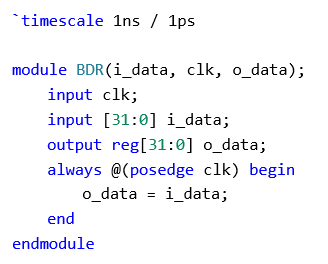 `timescale 1ns / 1ps
module BDR(i_data, clk, o_data);
input clk;
input [31:0] i_data;
output reg[31:0] o_data;
always @(posedge clk) begin
o_data = i_data;
end
endmodule